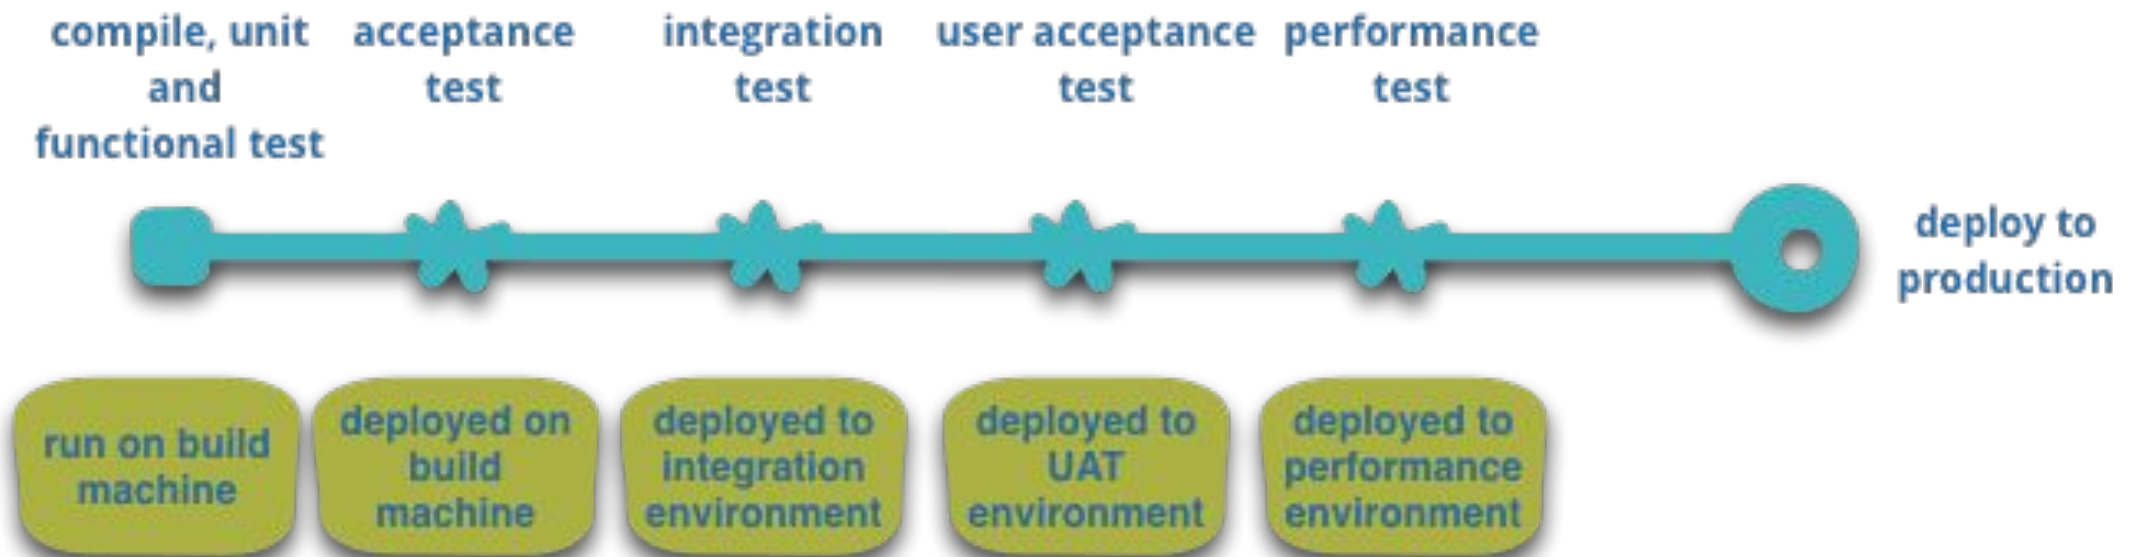 compile, unit
and
functional test
acceptance
test
integration
test
user acceptance
test
performance
test
deploy to
production
run on build
machine
deployed on
build
machine
deployed to
integration
environment
deployed to
UAT
environment
deployed to
performance
environment